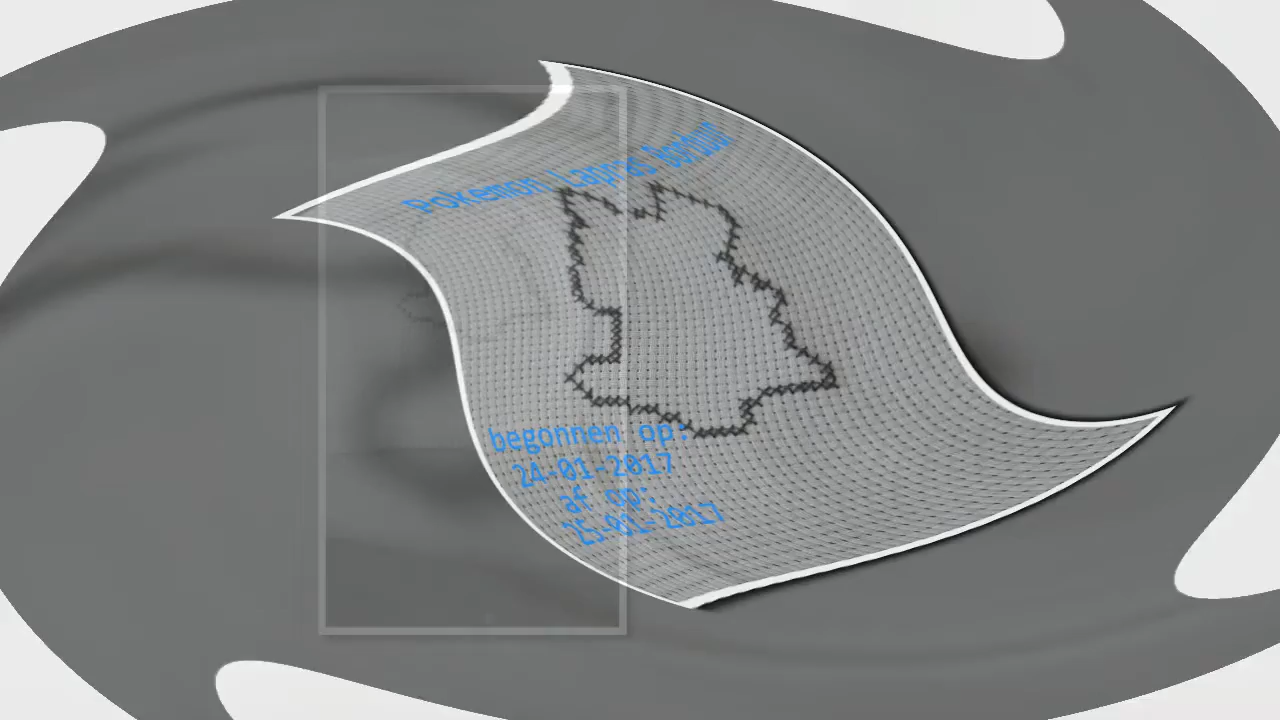 Pokemon Lapras Borduur
begonnen op:
24-01-2017
af op:
25-01-2017